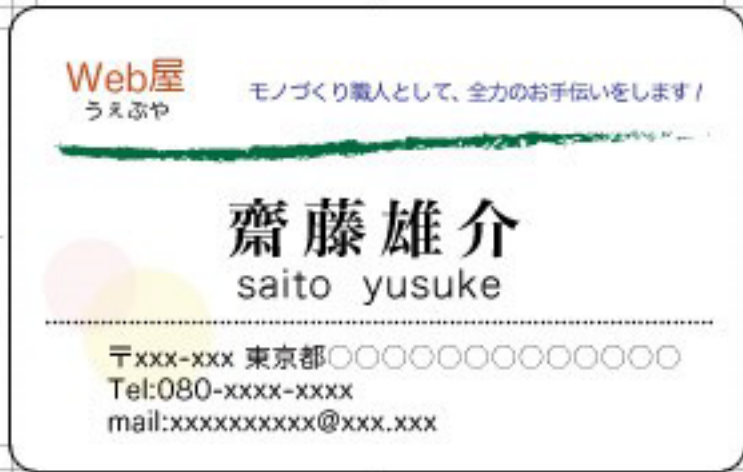 Web屋
うぇぶや
モノづくり職人として、全力のお手伝いをします！
齋藤雄介
saito yusuke
〒xxx-xxx 東京都○○○○○○○○○○○○○
Tel:080-xxxx-xxxx
mail:xxxxxxxxxx@xxx.xxx